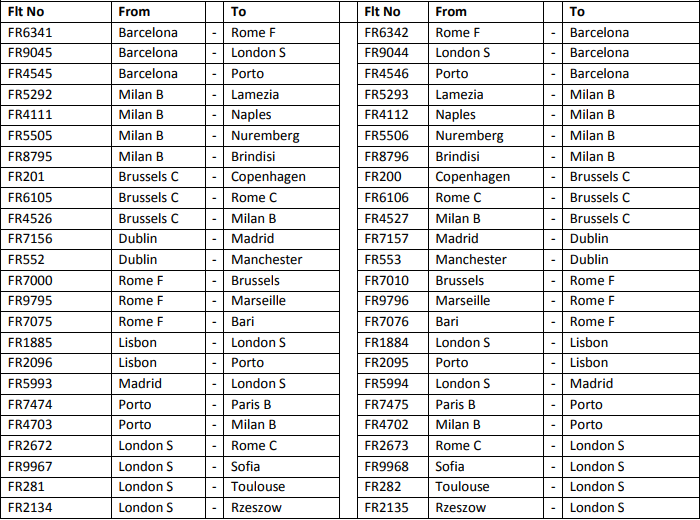 Flt No From To Flt No From To
FR6341 Barcelona - Rome F FR6342 Rome F - Barcelona
FR9045 Barcelona - London S FR9044 London S - Barcelona
FR4545 Barcelona - Porto FR4546 Porto - Barcelona
FR5292 Milan B - Lamezia FR5293 Lamezia - Milan B
FR4111 Milan B - Naples FR4112 Naples - Milan B
FR5505 Milan B - Nuremberg FR5506 Nuremberg - Milan B
FR8795 Milan B - Brindisi FR8796 Brindisi - Milan B
FR201 Brussels C - Copenhagen FR200 Copenhagen - Brussels C
FR6105 Brussels C - Rome C FR6106 Rome C - Brussels C
FR4526 Brussels C - Milan B FR4527 Milan B - Brussels C
FR7156 Dublin - Madrid FR7157 Madrid - Dublin
FR552 Dublin - Manchester FR553 Manchester - Dublin
FR7000 Rome F - Brussels FR7010 Brussels - Rome F
FR9795 Rome F - Marseille FR9796 Marseille - Rome F
FR7075 Rome F - Bari FR7076 Bari - Rome F
FR1885 Lisbon - London S FR1884 London S - Lisbon
FR2096 Lisbon - Porto FR2095 Porto - Lisbon
FR5993 Madrid - London S FR5994 London S - Madrid
FR7474 Porto - Paris B FR7475 Paris B - Porto
FR4703 Porto - Milan B FR4702 Milan B - Porto
FR2672 London S - Rome C FR2673 Rome C - London S
FR9967 London S - Sofia FR9968 Sofia - London S
FR281 London S - Toulouse FR282 Toulouse - London S
FR2134 London S - Rzeszow FR2135 Rzeszow - London S